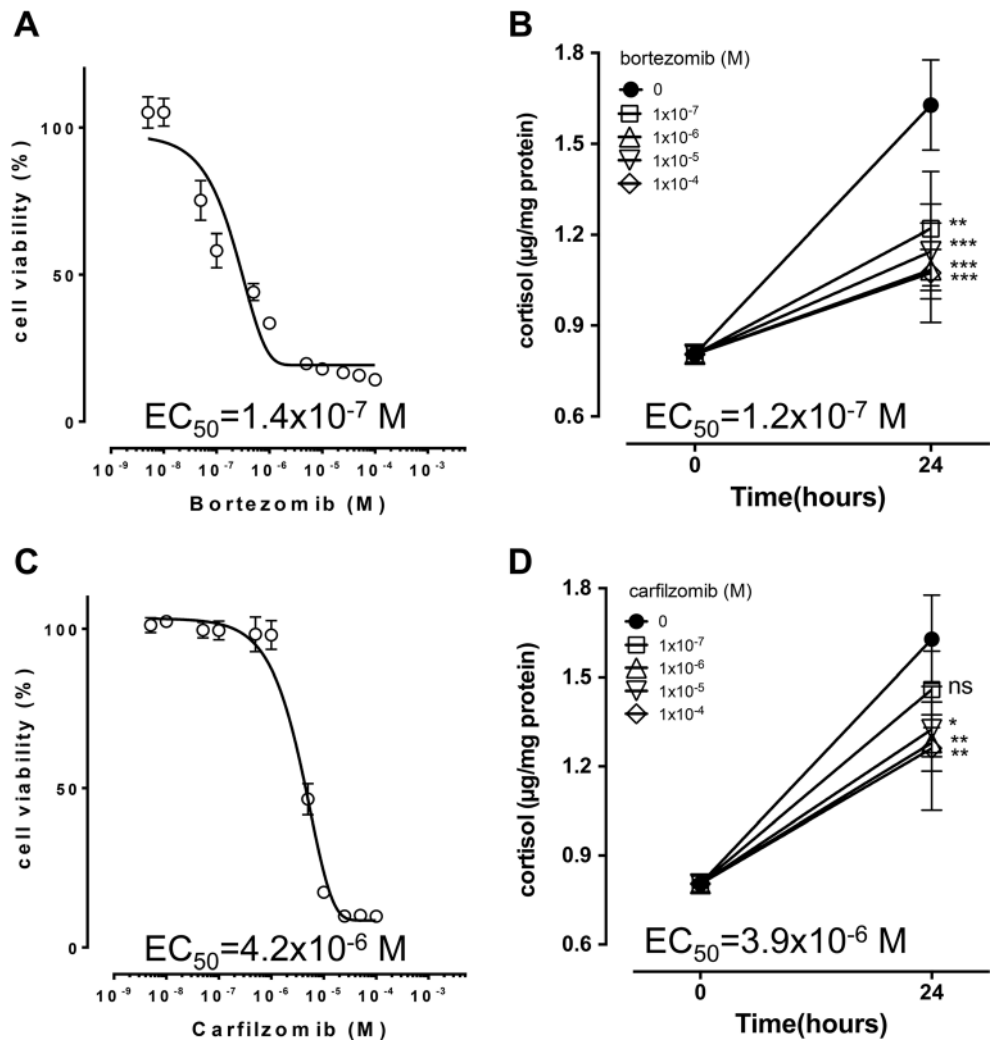 A
cell viability (%)
100
50
0
EC₅₀=1.4x10⁻⁷ M
10⁻⁹ 10⁻⁸ 10⁻⁷ 10⁻⁶ 10⁻⁵ 10⁻⁴ 10⁻³
Bortezomib (M)
B
cortisol (µg/mg protein)
1.8
1.5
1.2
0.9
0.6
bortezomib (M)
0
1x10⁻⁷
1x10⁻⁶
1x10⁻⁵
1x10⁻⁴
**
***
***
***
EC₅₀=1.2x10⁻⁷ M
0 24
Time(hours)
C
cell viability (%)
100
50
0
EC₅₀=4.2x10⁻⁶ M
10⁻⁹ 10⁻⁸ 10⁻⁷ 10⁻⁶ 10⁻⁵ 10⁻⁴ 10⁻³
Carfilzomib (M)
D
cortisol (µg/mg protein)
1.8
1.5
1.2
0.9
0.6
carfilzomib (M)
0
1x10⁻⁷
1x10⁻⁶
1x10⁻⁵
1x10⁻⁴
ns
*
**
**
EC₅₀=3.9x10⁻⁶ M
0 24
Time(hours)